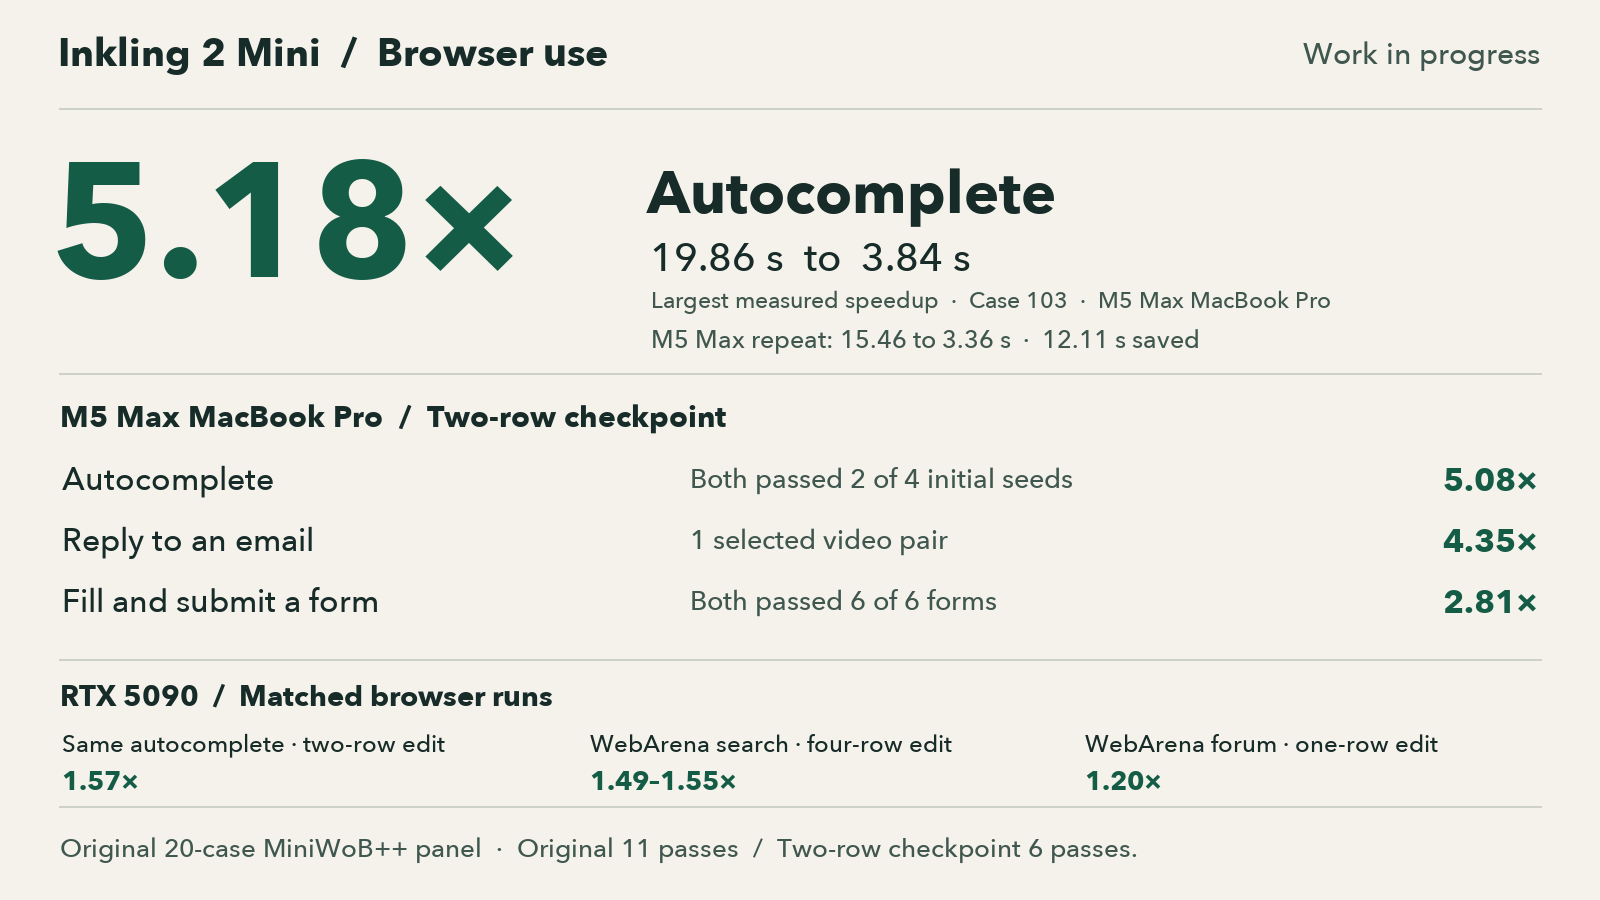 Inkling 2 Mini / Browser use
Work in progress
5.18×
Autocomplete
19.86 s to 3.84 s
Largest measured speedup · Case 103 · M5 Max MacBook Pro
M5 Max repeat: 15.46 to 3.36 s · 12.11 s saved
M5 Max MacBook Pro / Two-row checkpoint
Autocomplete Both passed 2 of 4 initial seeds 5.08×
Reply to an email 1 selected video pair 4.35×
Fill and submit a form Both passed 6 of 6 forms 2.81×
RTX 5090 / Matched browser runs
Same autocomplete · two-row edit
1.57×
WebArena search · four-row edit
1.49–1.55×
WebArena forum · one-row edit
1.20×
Original 20-case MiniWoB++ panel · Original 11 passes / Two-row checkpoint 6 passes.